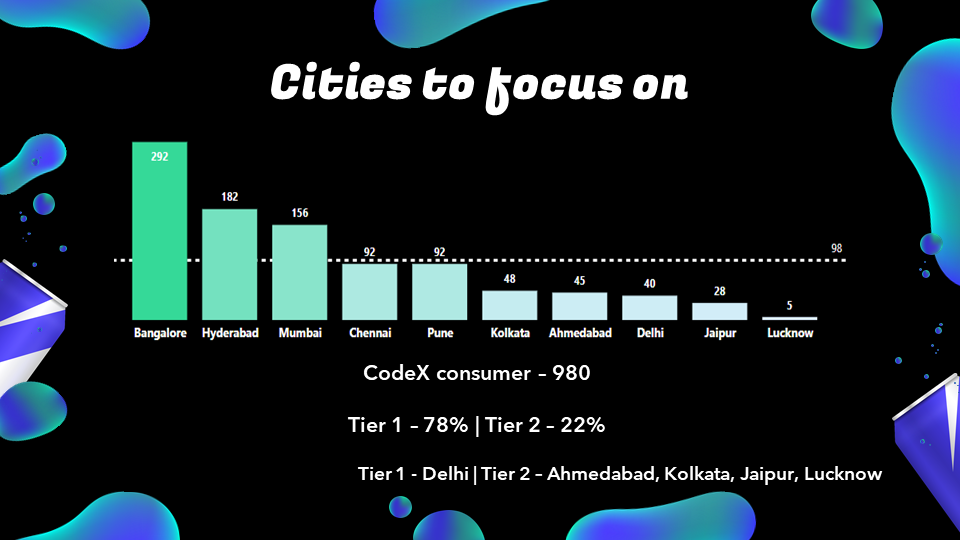 Cities to focus on
292
182
156
92
92
48
45
40
28
5
98
Bangalore Hyderabad Mumbai Chennai Pune Kolkata Ahmedabad Delhi Jaipur Lucknow
CodeX consumer – 980
Tier 1 – 78% | Tier 2 – 22%
Tier 1 - Delhi | Tier 2 – Ahmedabad, Kolkata, Jaipur, Lucknow